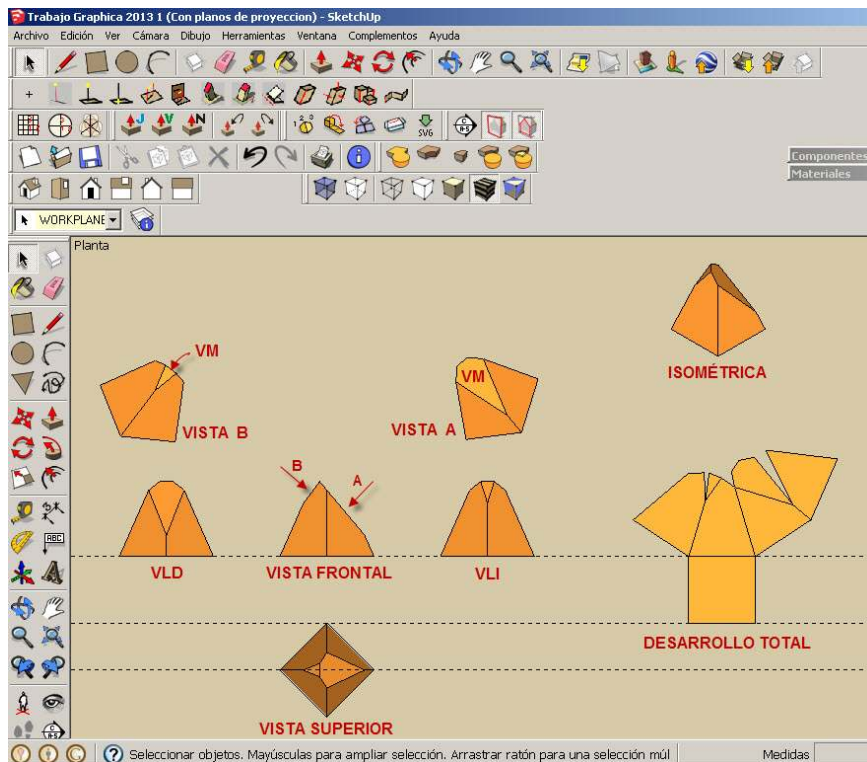 Trabajo Graphica 2013 1 (Con planos de proyeccion) - SketchUp
Archivo Edición Ver Cámara Dibujo Herramientas Ventana Complementos Ayuda
J V N
SVG
Componentes
Materiales
WORKPLANE
Planta
VM
VISTA B
VM
VISTA A
ISOMÉTRICA
B
A
VLD
VISTA FRONTAL
VLI
DESARROLLO TOTAL
VISTA SUPERIOR
ABC
Seleccionar objetos. Mayúsculas para ampliar selección. Arrastrar ratón para una selección múl
Medidas